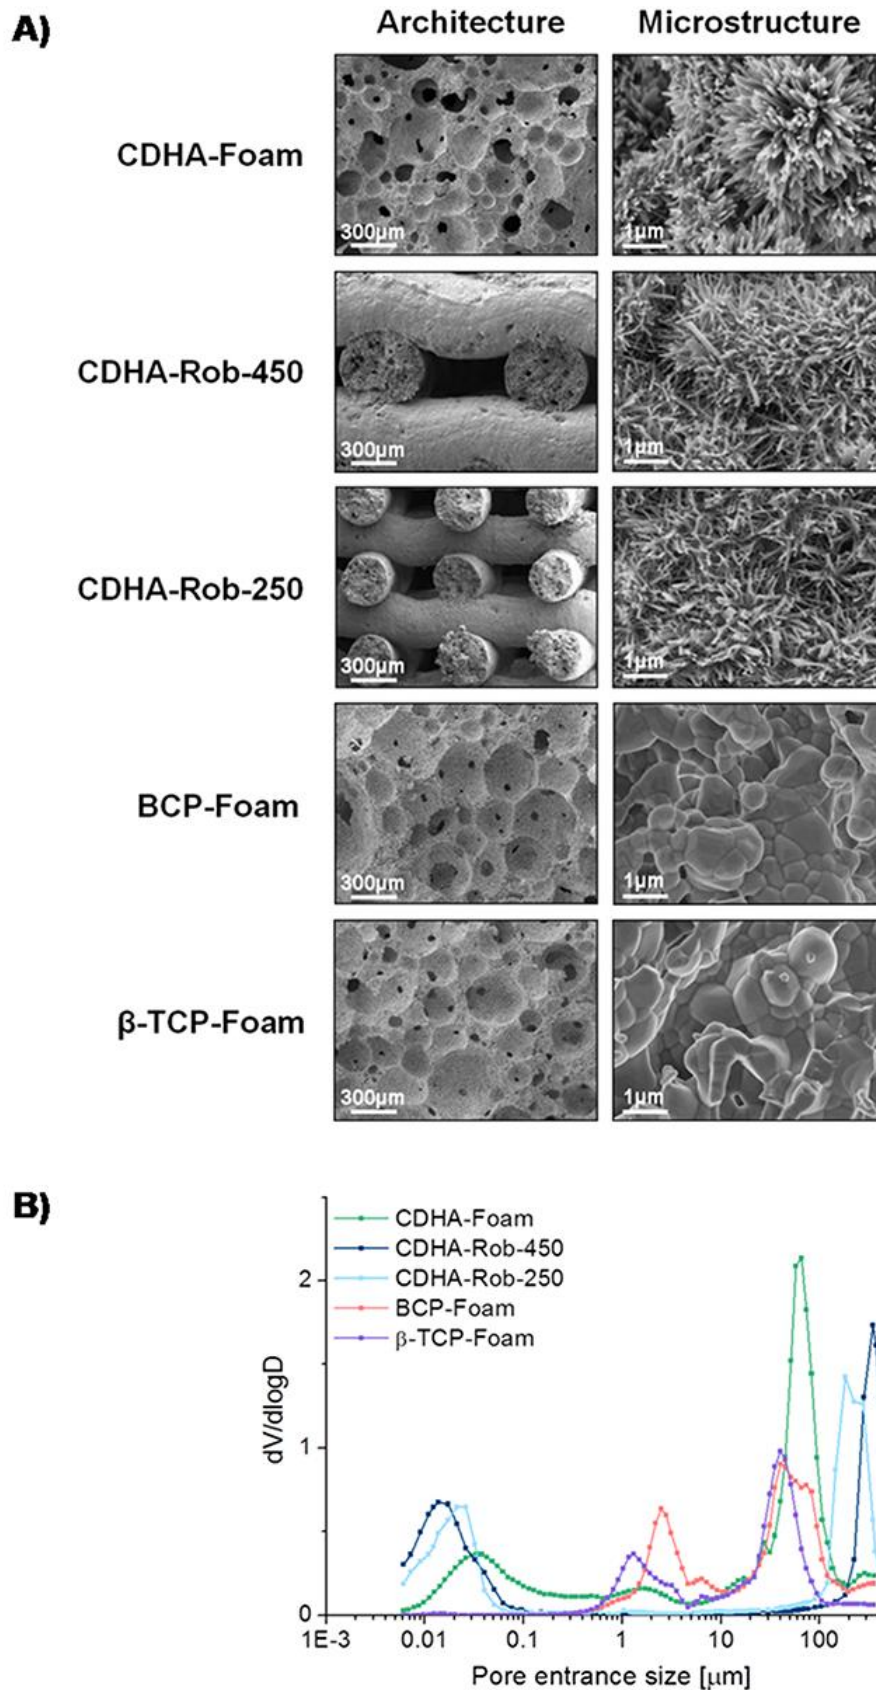 A)
Architecture Microstructure
CDHA-Foam
300µm 1µm
CDHA-Rob-450
300µm 1µm
CDHA-Rob-250
300µm 1µm
BCP-Foam
300µm 1µm
β-TCP-Foam
300µm 1µm
B)
CDHA-Foam
CDHA-Rob-450
CDHA-Rob-250
BCP-Foam
β-TCP-Foam
dV/dlogD
2
1
0
1E-3 0.01 0.1 1 10 100
Pore entrance size [µm]